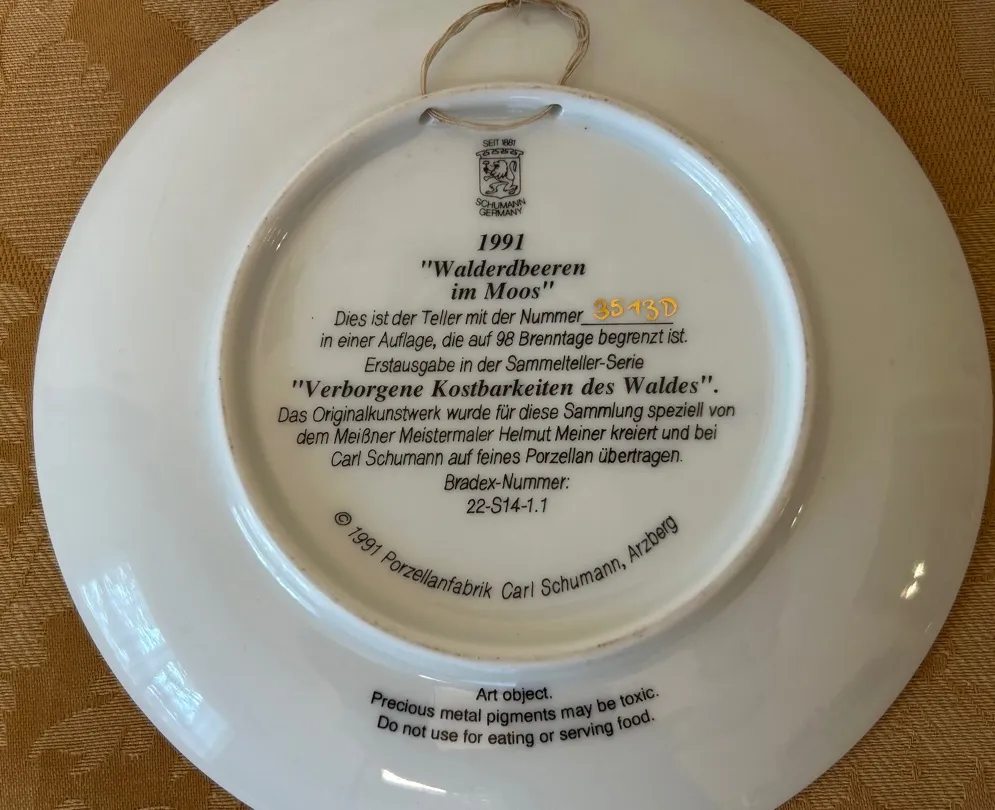 SEIT 1881
SCHUMANN
GERMANY
1991
"Walderdbeeren
im Moos"
Dies ist der Teller mit der Nummer 3513D
in einer Auflage, die auf 98 Brenntage begrenzt ist.
Erstausgabe in der Sammelteller-Serie
"Verborgene Kostbarkeiten des Waldes".
Das Originalkunstwerk wurde für diese Sammlung speziell von
dem Meißner Meistermaler Helmut Meiner kreiert und bei
Carl Schumann auf feines Porzellan übertragen.
Bradex-Nummer:
22-S14-1.1
© 1991 Porzellanfabrik Carl Schumann, Arzberg
Art object.
Precious metal pigments may be toxic.
Do not use for eating or serving food.